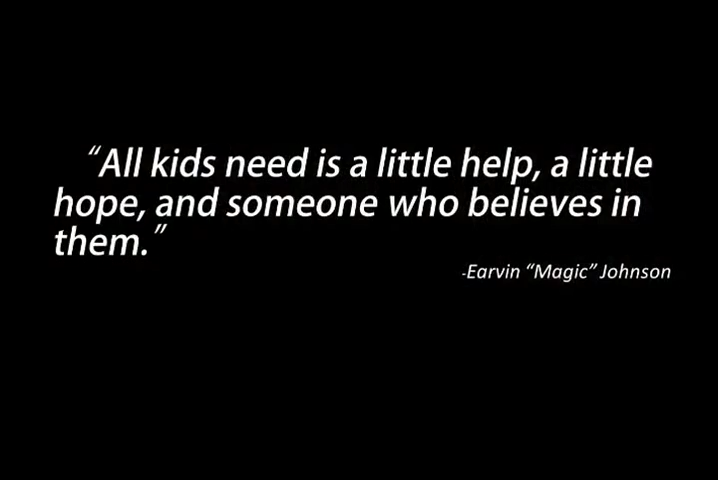 “All kids need is a little help, a little
hope, and someone who believes in
them.”
-Earvin “Magic” Johnson